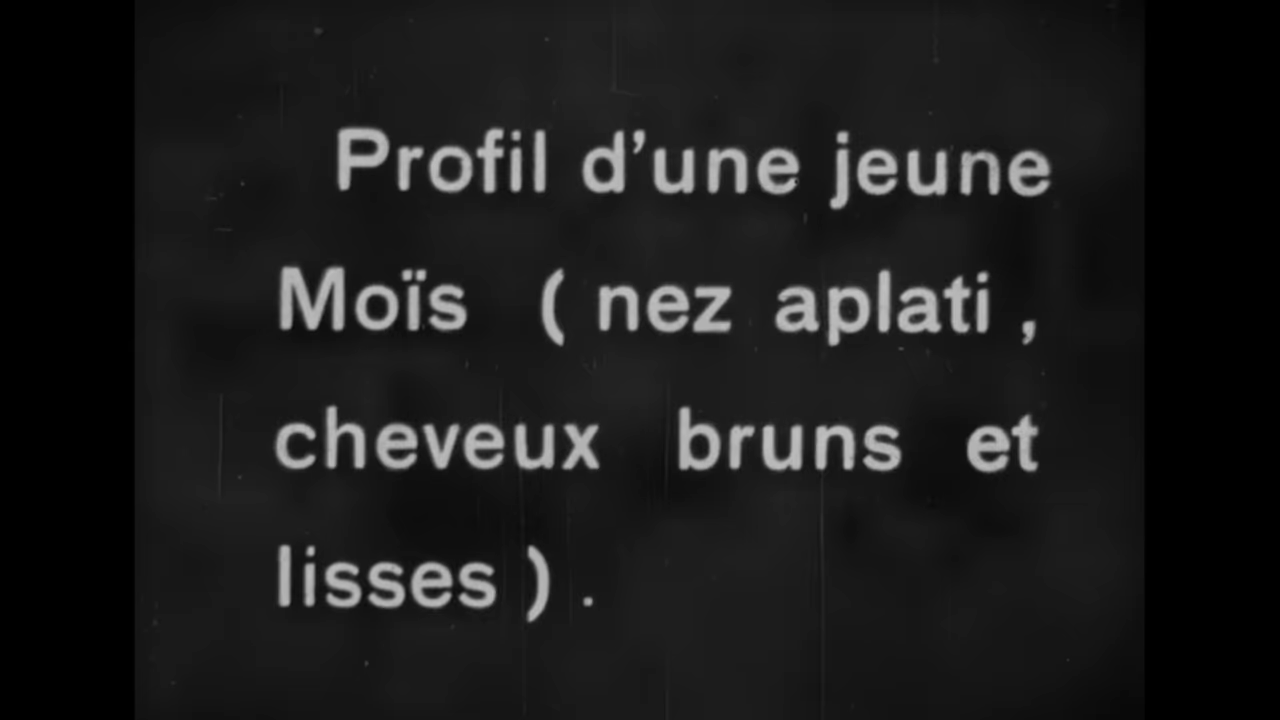 Profil d'une jeune
Moïs ( nez aplati ,
cheveux bruns et
lisses ) .